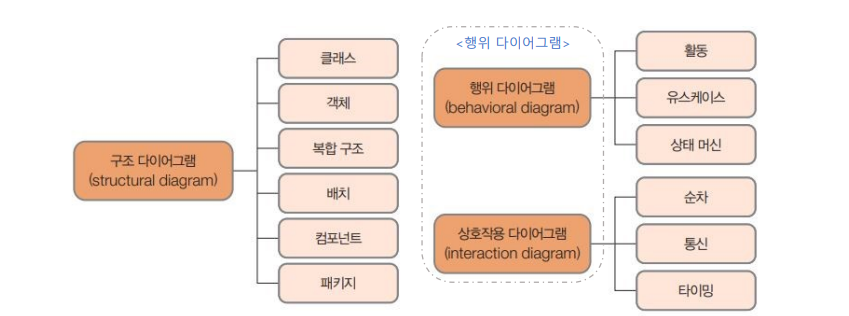 구조 다이어그램
(structural diagram)
클래스
객체
복합 구조
배치
컴포넌트
패키지
<행위 다이어그램>
행위 다이어그램
(behavioral diagram)
활동
유스케이스
상태 머신
상호작용 다이어그램
(interaction diagram)
순차
통신
타이밍